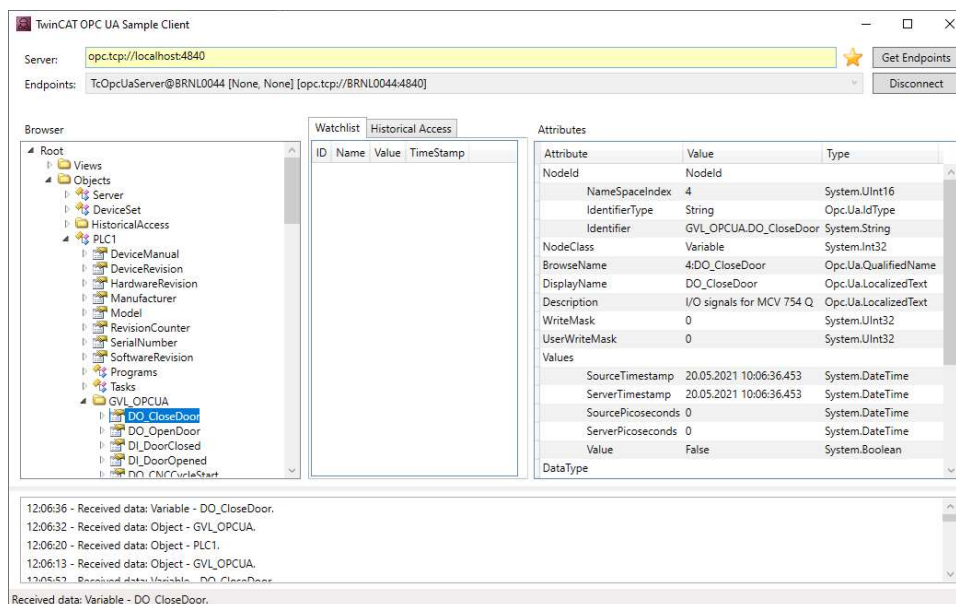 TwinCAT OPC UA Sample Client
Server: opc.tcp://localhost:4840 Get Endpoints
Endpoints: TcOpcUaServer@BRNL0044 [None, None] [opc.tcp://BRNL0044:4840] Disconnect
Browser
Root
Views
Objects
Server
DeviceSet
HistoricalAccess
PLC1
DeviceManual
DeviceRevision
HardwareRevision
Manufacturer
Model
RevisionCounter
SerialNumber
SoftwareRevision
Programs
Tasks
GVL_OPCUA
DO_CloseDoor
DO_OpenDoor
DI_DoorClosed
DI_DoorOpened
DO_CNCCycleStart
Watchlist Historical Access
ID Name Value TimeStamp
Attributes
Attribute Value Type
NodeId NodeId
NameSpaceIndex 4 System.UInt16
IdentifierType String Opc.Ua.IdType
Identifier GVL_OPCUA.DO_CloseDoor System.String
NodeClass Variable System.Int32
BrowseName 4:DO_CloseDoor Opc.Ua.QualifiedName
DisplayName DO_CloseDoor Opc.Ua.LocalizedText
Description I/O signals for MCV 754 Q Opc.Ua.LocalizedText
WriteMask 0 System.UInt32
UserWriteMask 0 System.UInt32
Values
SourceTimestamp 20.05.2021 10:06:36.453 System.DateTime
ServerTimestamp 20.05.2021 10:06:36.453 System.DateTime
SourcePicoseconds 0 System.DateTime
ServerPicoseconds 0 System.DateTime
Value False System.Boolean
DataType
12:06:36 - Received data: Variable - DO_CloseDoor.
12:06:32 - Received data: Object - GVL_OPCUA.
12:06:20 - Received data: Object - PLC1.
12:06:13 - Received data: Object - GVL_OPCUA.
12:05:52 - Received data: Variable - DO_CloseDoor.
Received data: Variable - DO_CloseDoor.